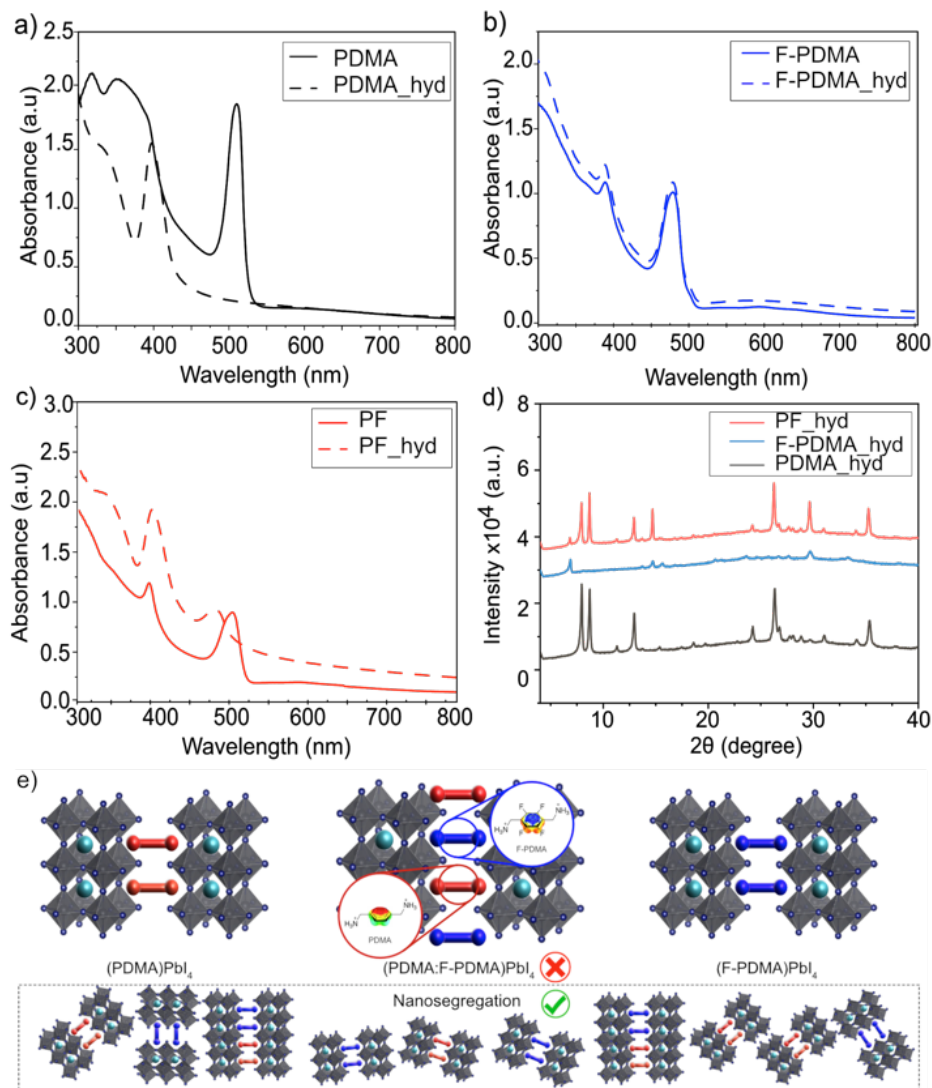 a)
2.5
2.0
1.5
1.0
0.5
0.0
Absorbance (a.u)
PDMA
PDMA_hyd
300 400 500 600 700 800
Wavelength (nm)
b)
2.0
1.5
1.0
0.5
0.0
Absorbance (a.u)
F-PDMA
F-PDMA_hyd
300 400 500 600 700 800
Wavelength (nm)
c)
3.0
2.5
2.0
1.5
1.0
0.5
0.0
Absorbance (a.u)
PF
PF_hyd
300 400 500 600 700 800
Wavelength (nm)
d)
8
6
4
2
0
Intensity x10⁴ (a.u.)
PF_hyd
F-PDMA_hyd
PDMA_hyd
10 20 30 40
2θ (degree)
e)
F F
NH₃
+
H₃N
+
F F
F-PDMA
NH₃
+
H₃N
+
PDMA
(PDMA)PbI₄
(PDMA:F-PDMA)PbI₄
(F-PDMA)PbI₄
Nanosegregation